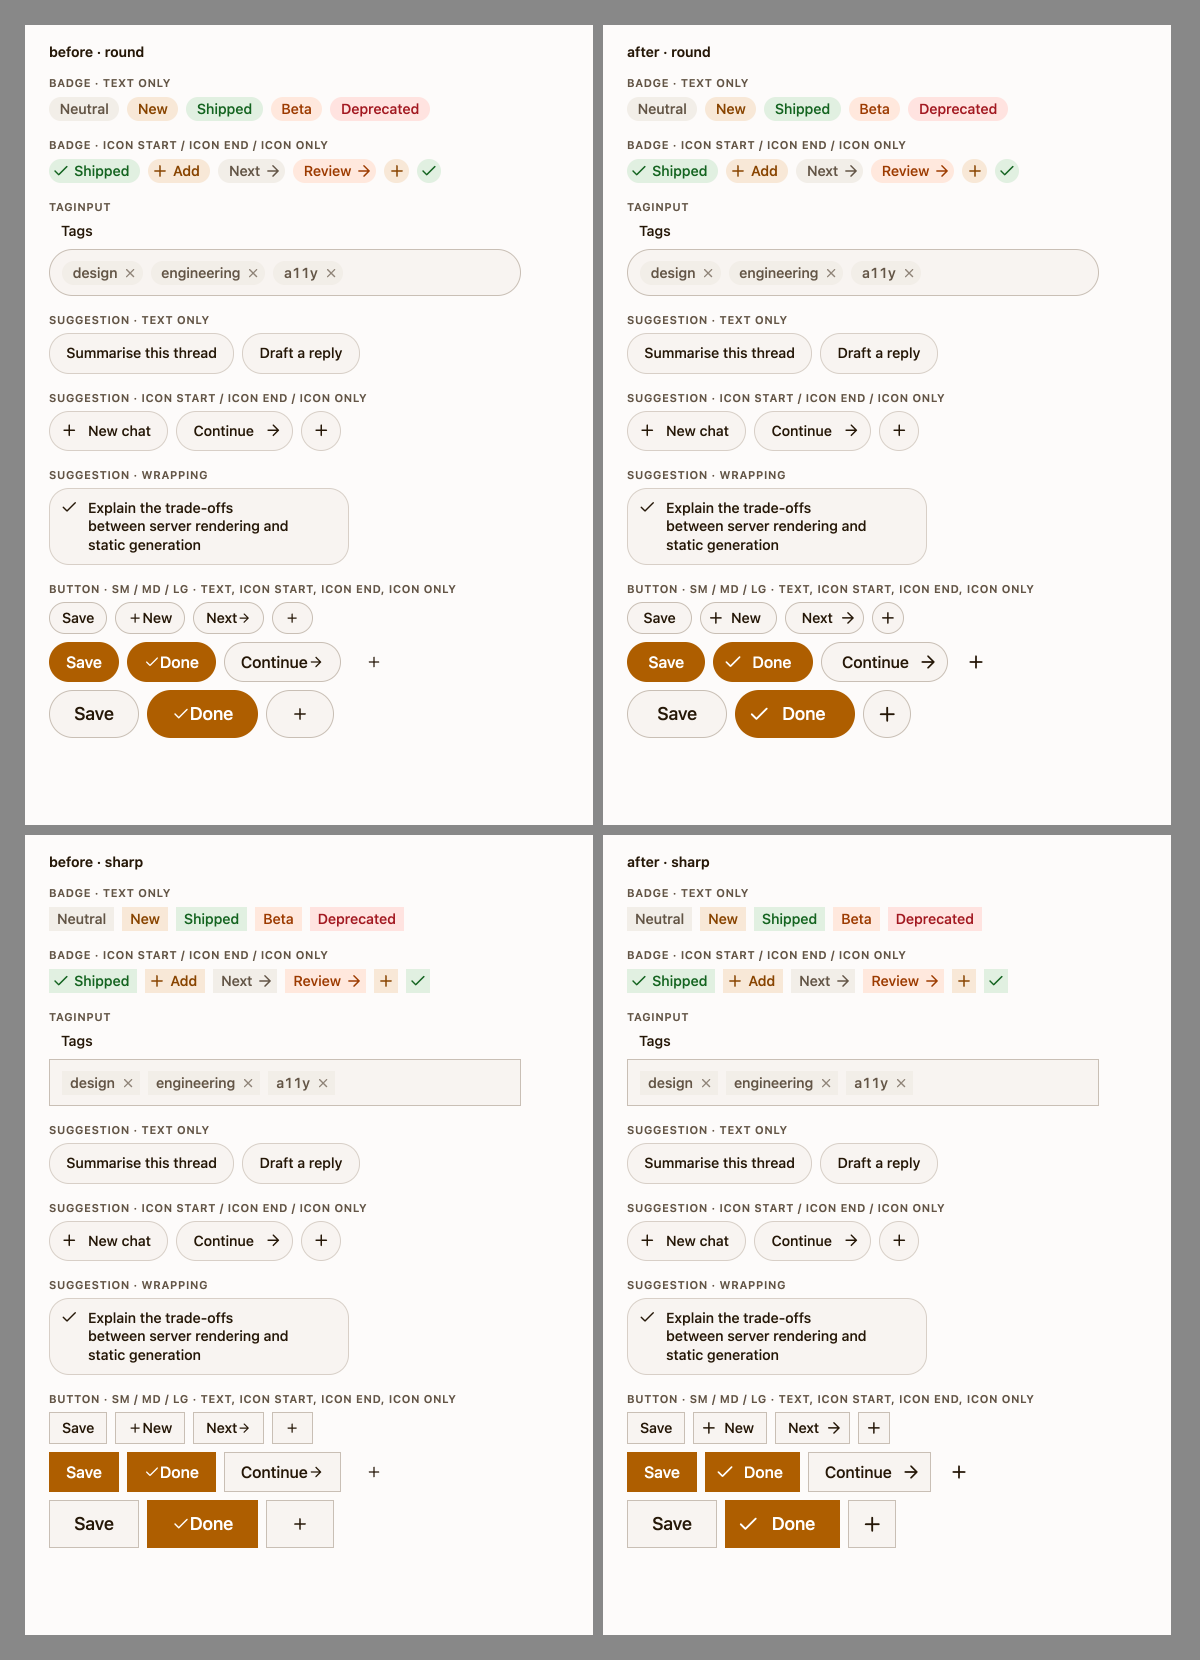 before · round
BADGE · TEXT ONLY
Neutral New Shipped Beta Deprecated
BADGE · ICON START / ICON END / ICON ONLY
Shipped Add Next Review
TAGINPUT
Tags
design engineering a11y
SUGGESTION · TEXT ONLY
Summarise this thread Draft a reply
SUGGESTION · ICON START / ICON END / ICON ONLY
New chat Continue
SUGGESTION · WRAPPING
Explain the trade-offs
between server rendering and
static generation
BUTTON · SM / MD / LG · TEXT, ICON START, ICON END, ICON ONLY
Save New Next
Save Done Continue
Save Done
after · round
BADGE · TEXT ONLY
Neutral New Shipped Beta Deprecated
BADGE · ICON START / ICON END / ICON ONLY
Shipped Add Next Review
TAGINPUT
Tags
design engineering a11y
SUGGESTION · TEXT ONLY
Summarise this thread Draft a reply
SUGGESTION · ICON START / ICON END / ICON ONLY
New chat Continue
SUGGESTION · WRAPPING
Explain the trade-offs
between server rendering and
static generation
BUTTON · SM / MD / LG · TEXT, ICON START, ICON END, ICON ONLY
Save New Next
Save Done Continue
Save Done
before · sharp
BADGE · TEXT ONLY
Neutral New Shipped Beta Deprecated
BADGE · ICON START / ICON END / ICON ONLY
Shipped Add Next Review
TAGINPUT
Tags
design engineering a11y
SUGGESTION · TEXT ONLY
Summarise this thread Draft a reply
SUGGESTION · ICON START / ICON END / ICON ONLY
New chat Continue
SUGGESTION · WRAPPING
Explain the trade-offs
between server rendering and
static generation
BUTTON · SM / MD / LG · TEXT, ICON START, ICON END, ICON ONLY
Save New Next
Save Done Continue
Save Done
after · sharp
BADGE · TEXT ONLY
Neutral New Shipped Beta Deprecated
BADGE · ICON START / ICON END / ICON ONLY
Shipped Add Next Review
TAGINPUT
Tags
design engineering a11y
SUGGESTION · TEXT ONLY
Summarise this thread Draft a reply
SUGGESTION · ICON START / ICON END / ICON ONLY
New chat Continue
SUGGESTION · WRAPPING
Explain the trade-offs
between server rendering and
static generation
BUTTON · SM / MD / LG · TEXT, ICON START, ICON END, ICON ONLY
Save New Next
Save Done Continue
Save Done